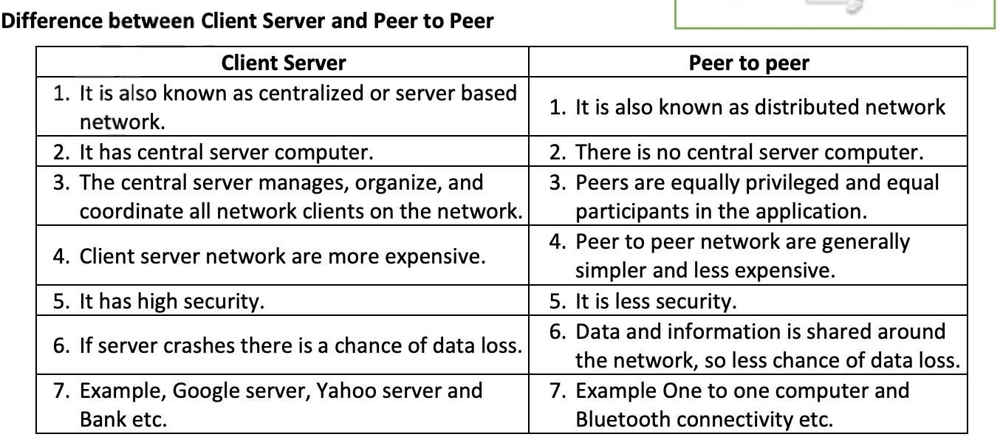 Difference between Client Server and Peer to Peer
Client Server
Peer to peer
1. It is also known as centralized or server based
network.
1. It is also known as distributed network
2. It has central server computer.
2. There is no central server computer.
3. The central server manages, organize, and
coordinate all network clients on the network.
3. Peers are equally privileged and equal
participants in the application.
4. Client server network are more expensive.
4. Peer to peer network are generally
simpler and less expensive.
5. It has high security.
5. It is less security.
6. If server crashes there is a chance of data loss.
6. Data and information is shared around
the network, so less chance of data loss.
7. Example, Google server, Yahoo server and
Bank etc.
7. Example One to one computer and
Bluetooth connectivity etc.